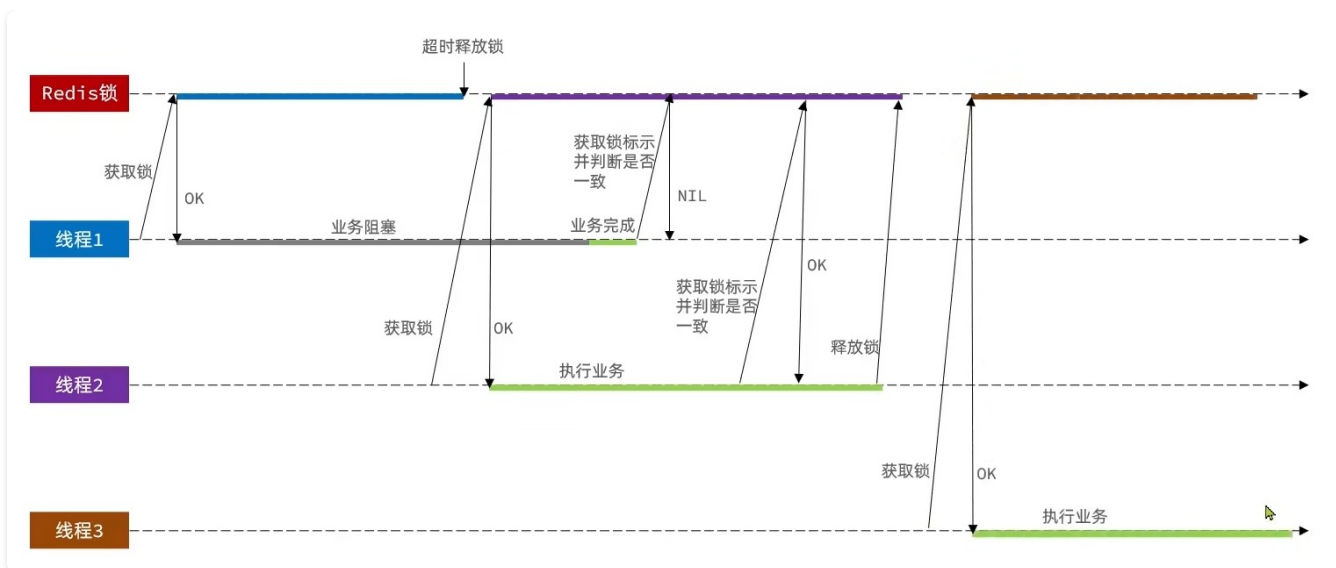 超时释放锁
Redis锁
获取锁标示
并判断是否
一致
获取锁
OK
NIL
线程1
业务阻塞
业务完成
OK
获取锁标示
并判断是否
一致
获取锁
OK
释放锁
线程2
执行业务
获取锁
OK
线程3
执行业务